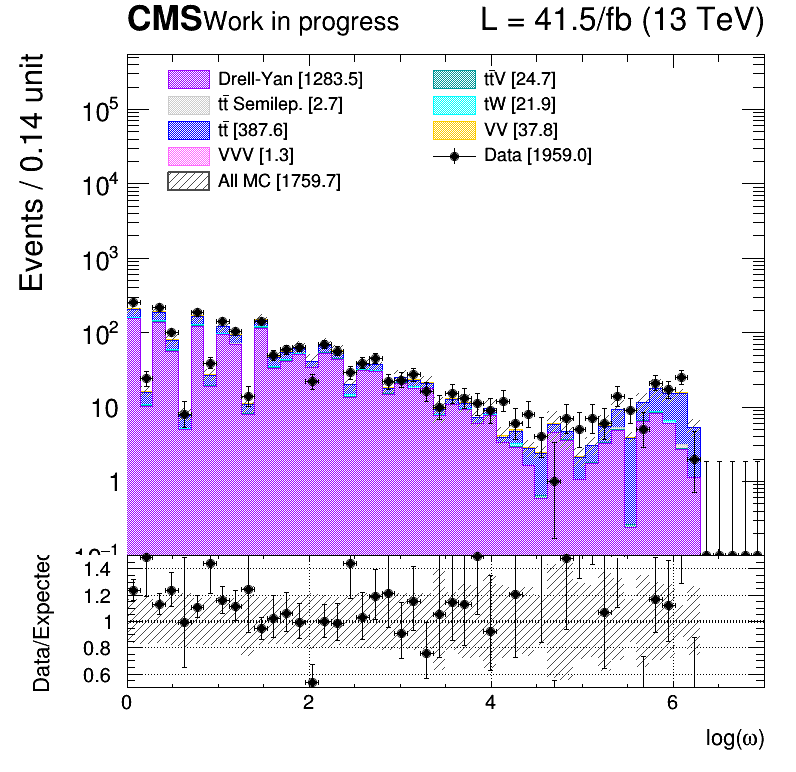 CMS Work in progress L = 41.5/fb (13 TeV)
Events / 0.14 unit
Drell-Yan [1283.5]
tt̄ Semilep. [2.7]
tt̄ [387.6]
VVV [1.3]
All MC [1759.7]
tt̄V [24.7]
tW [21.9]
VV [37.8]
Data [1959.0]
10⁵
10⁴
10³
10²
10
1
10⁻¹
Data/Expected
1.4
1.2
1
0.8
0.6
0 2 4 6
log(ω)